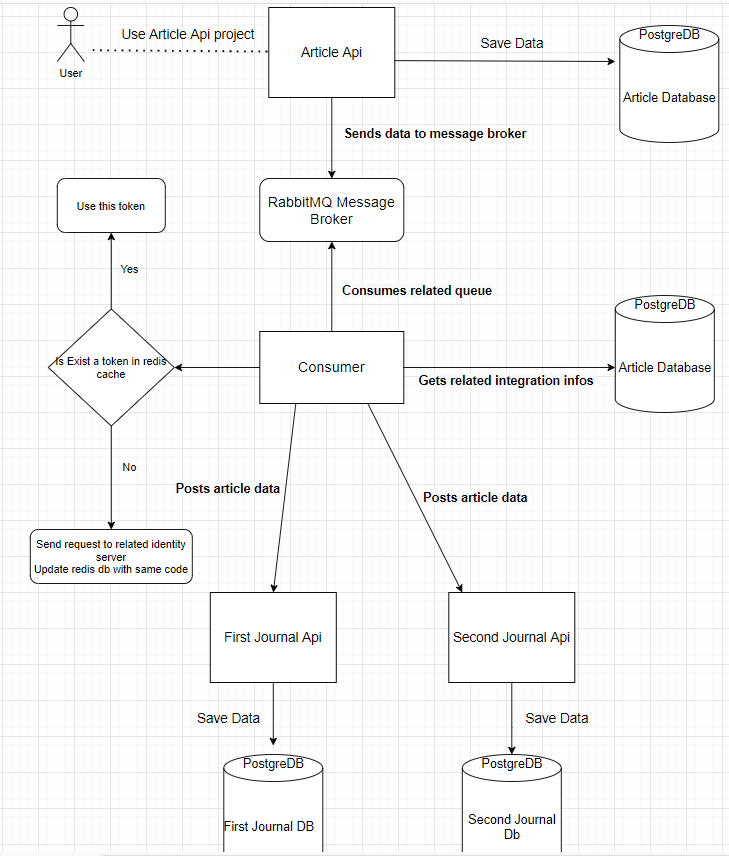 Use Article Api project
User
Article Api
Save Data
PostgreDB
Article Database
Sends data to message broker
Use this token
RabbitMQ Message
Broker
Yes
Consumes related queue
PostgreDB
Article Database
Is Exist a token in redis
cache
Consumer
Gets related integration infos
No
Posts article data
Posts article data
Send request to related identity
server
Update redis db with same code
First Journal Api
Second Journal Api
Save Data
Save Data
PostgreDB
First Journal DB
PostgreDB
Second Journal
Db